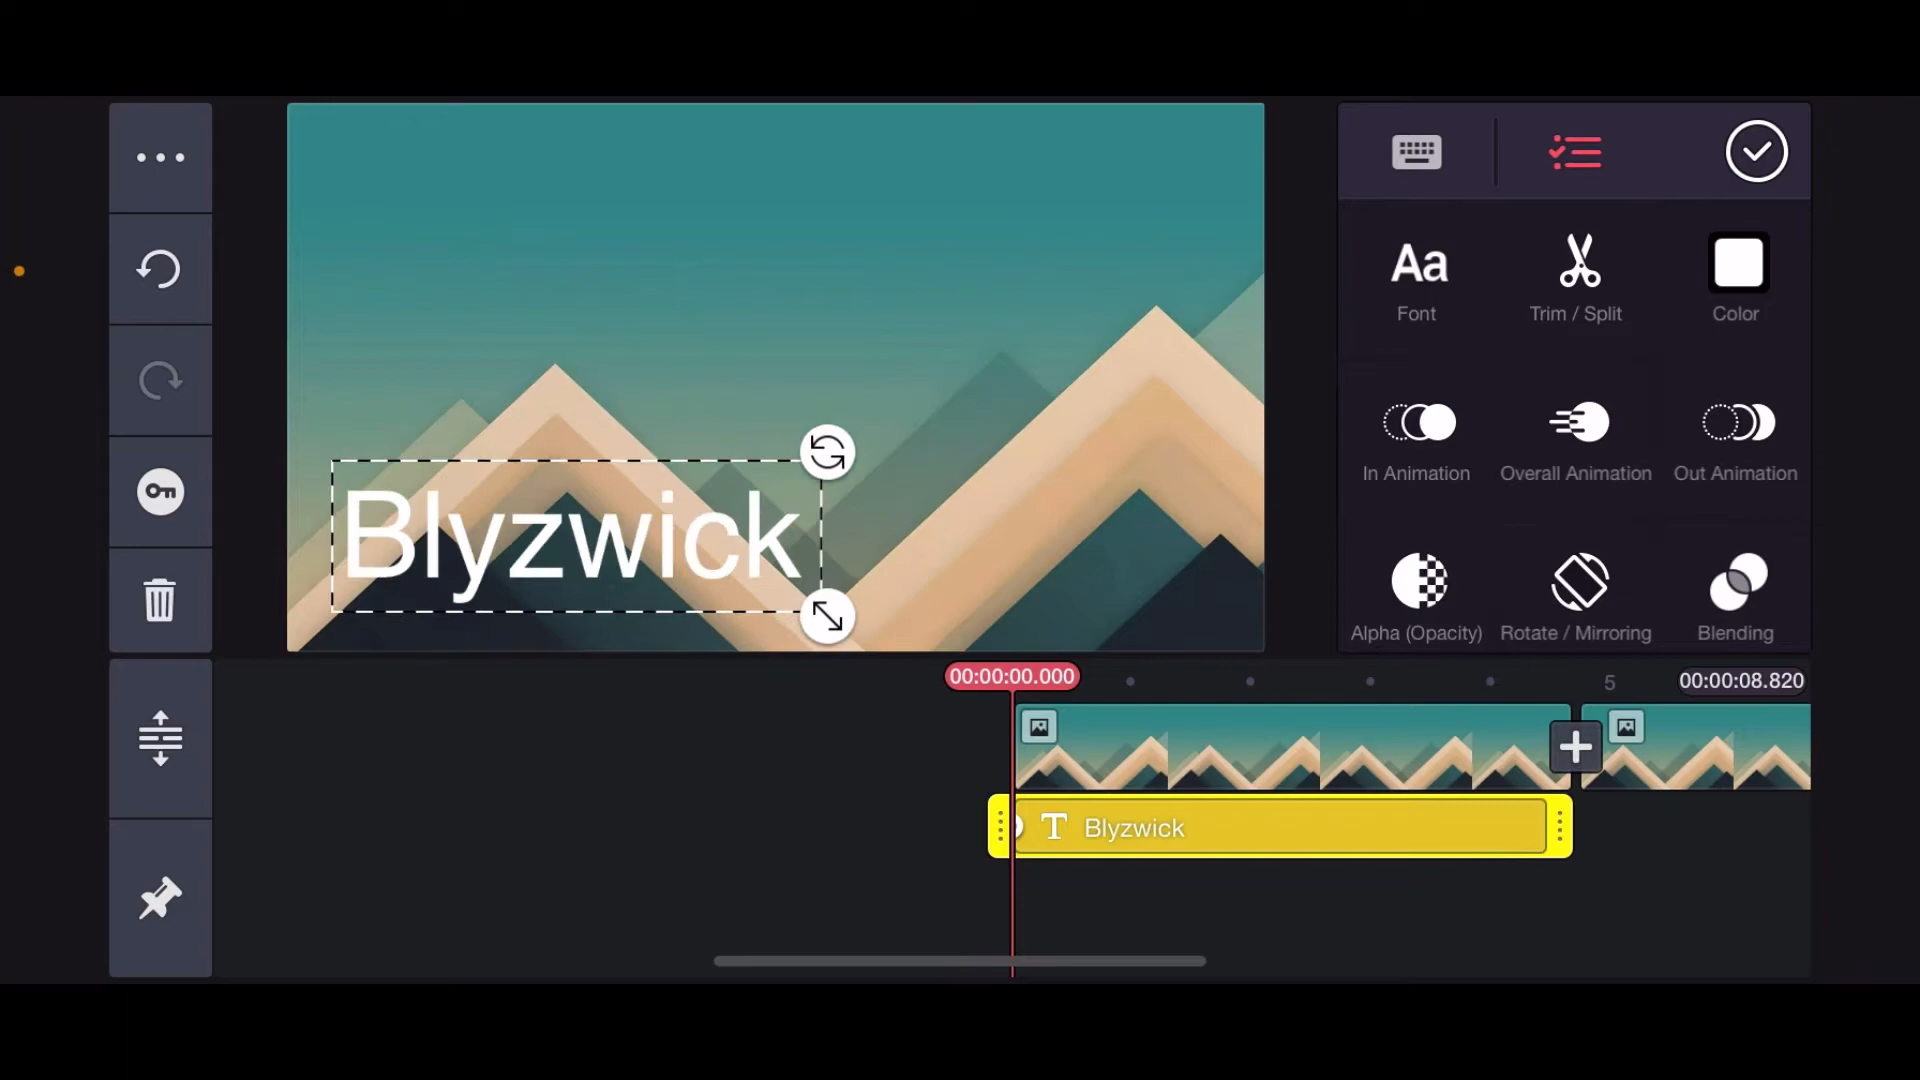 Aa
Font
Trim / Split
Color
In Animation
Overall Animation
Out Animation
Alpha (Opacity)
Rotate / Mirroring
Blending
Blyzwick
00:00:00.000
5
00:00:08.820
T Blyzwick